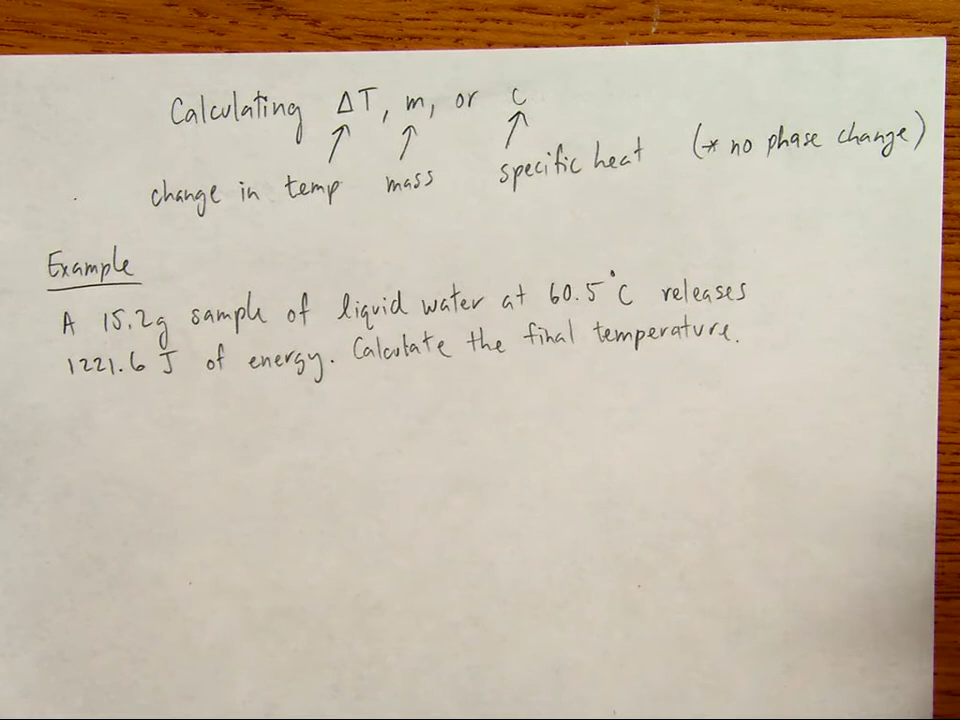 Calculating ΔT, m, or c
↑ ↑ ↑
change in temp mass specific heat (* no phase change)
Example
A 15.2g sample of liquid water at 60.5°C releases
1221.6 J of energy. Calculate the final temperature.